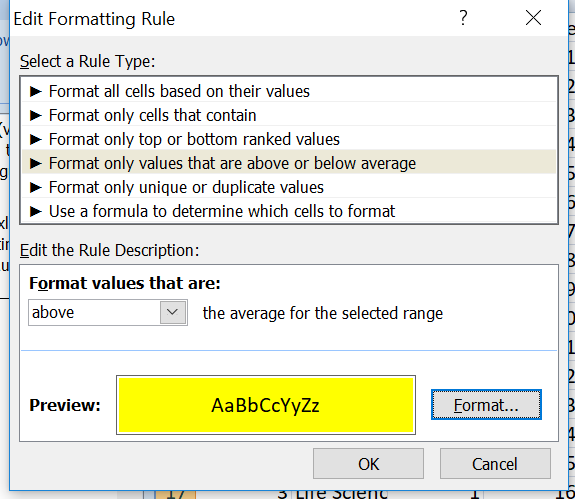 Edit Formatting Rule
?
Select a Rule Type:
► Format all cells based on their values
► Format only cells that contain
► Format only top or bottom ranked values
► Format only values that are above or below average
► Format only unique or duplicate values
► Use a formula to determine which cells to format
Edit the Rule Description:
Format values that are:
above the average for the selected range
Preview: AaBbCcYyZz Format...
OK Cancel
17 3 Life Scienc 1 16